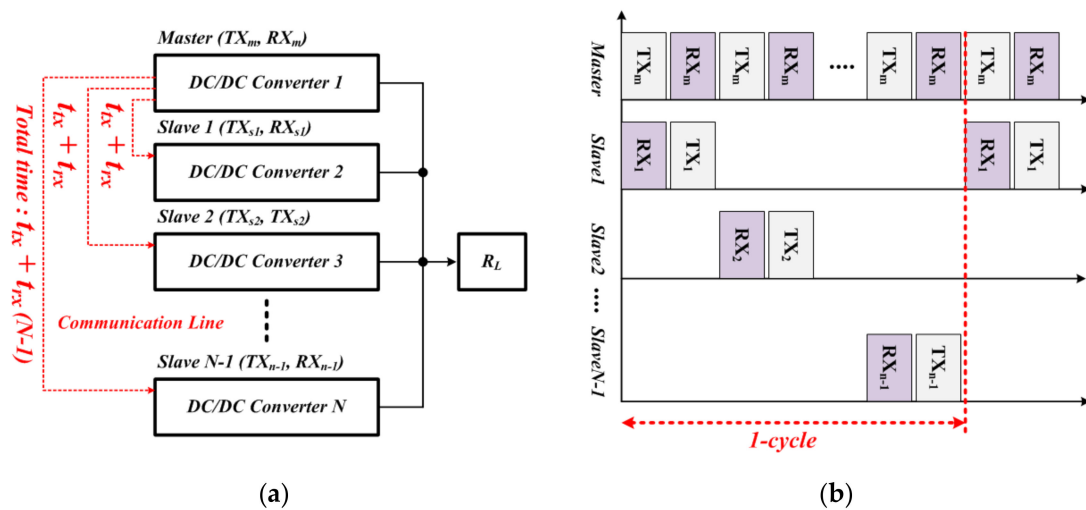 Master (TXm, RXm)
DC/DC Converter 1
Slave 1 (TXs1, RXs1)
DC/DC Converter 2
Slave 2 (TXs2, TXs2)
DC/DC Converter 3
Slave N-1 (TXn-1, RXn-1)
DC/DC Converter N
RL
Communication Line
ttx + trx
ttx + trx
Total time : ttx + trx (N-1)
(a)
Master
TXm
RXm
TXm
RXm
....
TXm
RXm
TXm
RXm
Slave1
RX1
TX1
RX1
TX1
Slave2
RX2
TX2
....
SlaveN-1
RXn-1
TXn-1
1-cycle
(b)